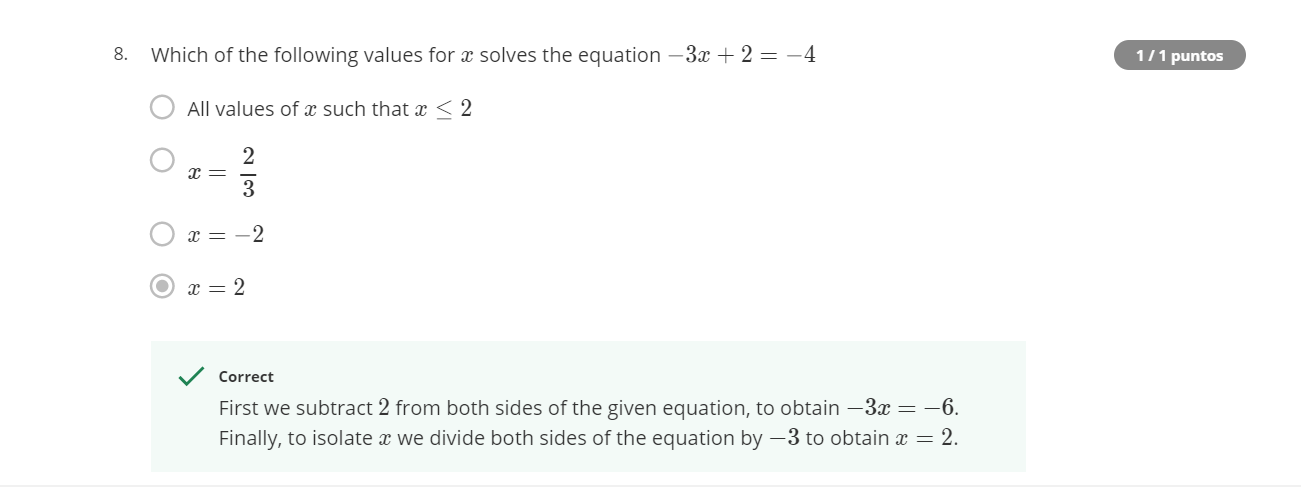 8. Which of the following values for x solves the equation −3x + 2 = −4
1 / 1 puntos
All values of x such that x ≤ 2
x = 2/3
x = −2
x = 2
Correct
First we subtract 2 from both sides of the given equation, to obtain −3x = −6.
Finally, to isolate x we divide both sides of the equation by −3 to obtain x = 2.